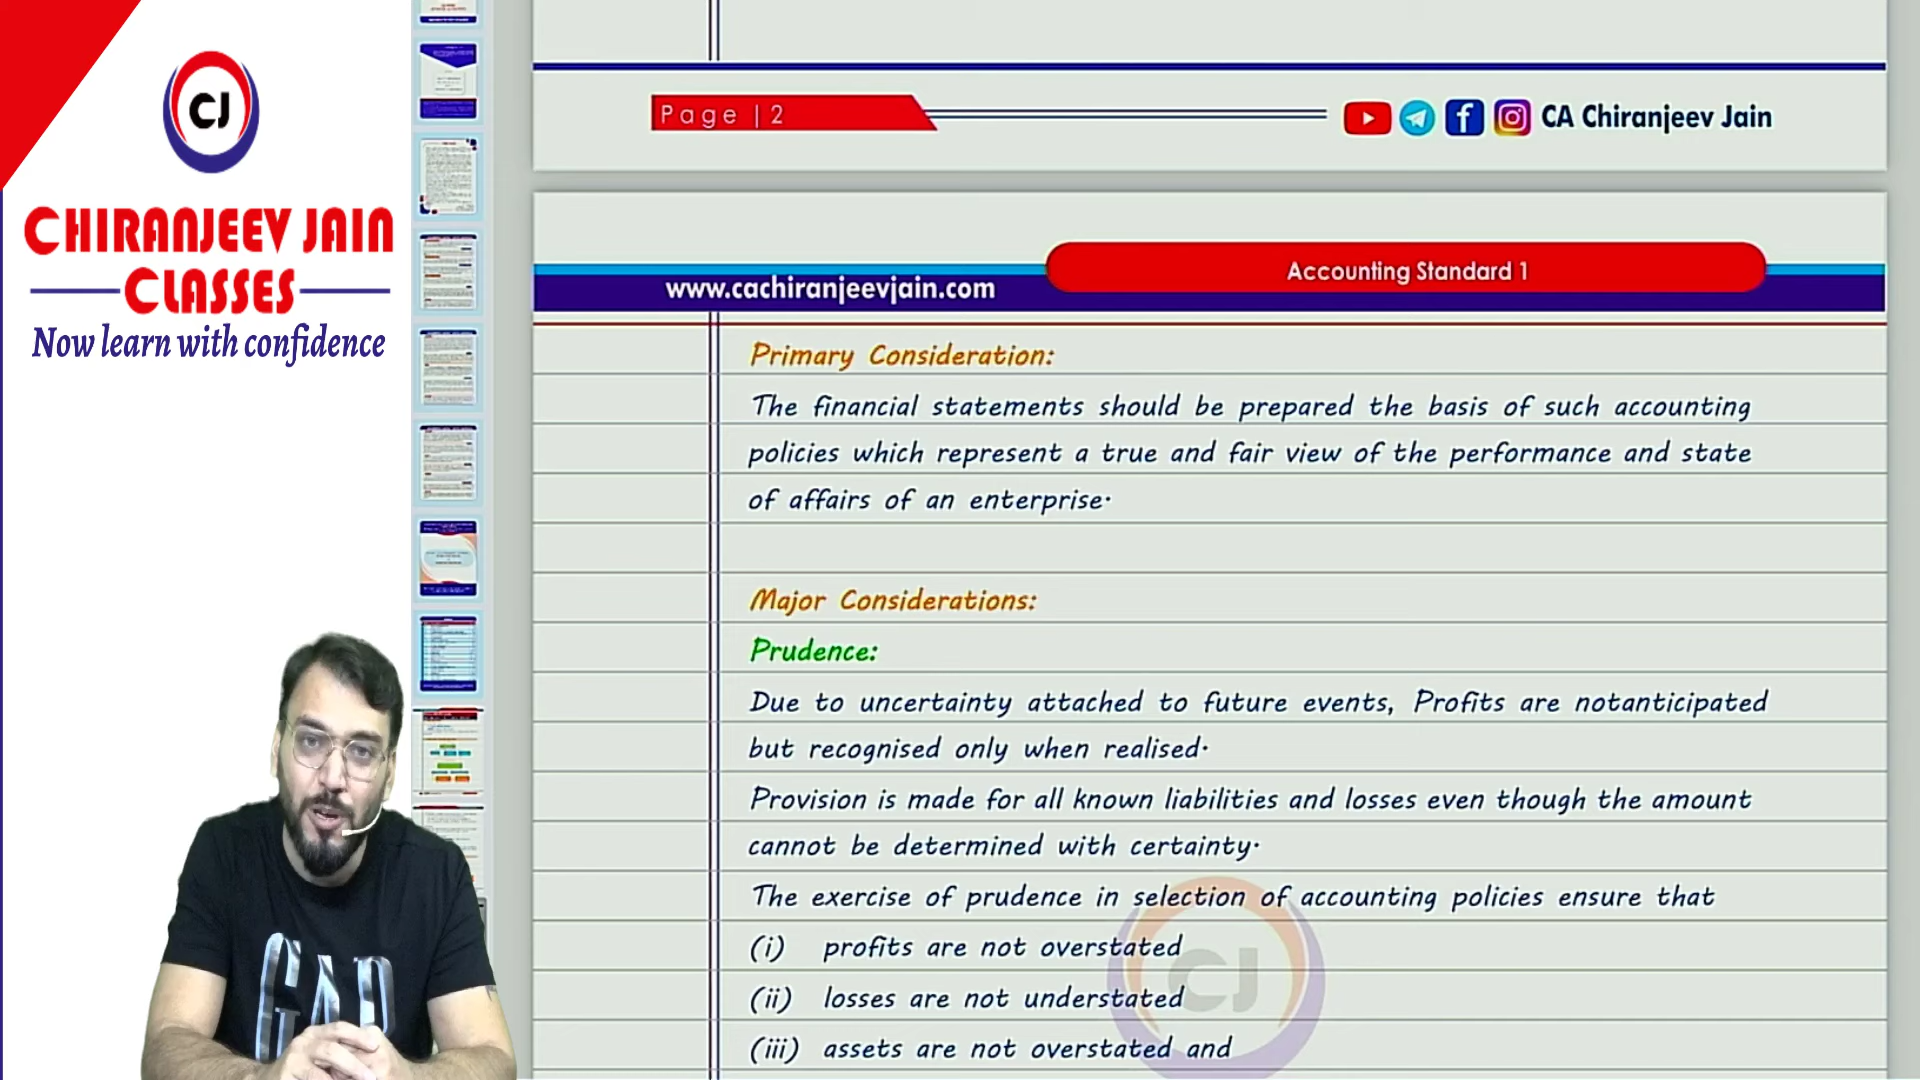 CJ
CHIRANJEEV JAIN
CLASSES
Now learn with confidence
Page | 2
CA Chiranjeev Jain
www.cachiranjeevjain.com
Accounting Standard 1
Primary Consideration:
The financial statements should be prepared the basis of such accounting
policies which represent a true and fair view of the performance and state
of affairs of an enterprise.
Major Considerations:
Prudence:
Due to uncertainty attached to future events, Profits are notanticipated
but recognised only when realised.
Provision is made for all known liabilities and losses even though the amount
cannot be determined with certainty.
The exercise of prudence in selection of accounting policies ensure that
(i) profits are not overstated
(ii) losses are not understated
(iii) assets are not overstated and
CJ
GAP